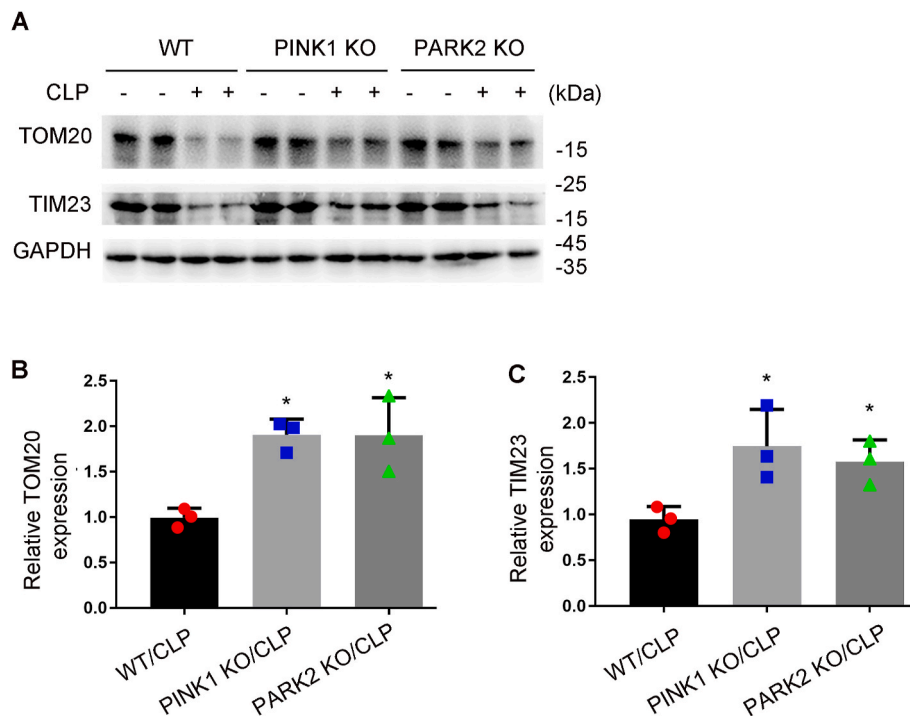 A
WT PINK1 KO PARK2 KO
CLP - - + + - - + + - - + + (kDa)
TOM20
-15
-25
TIM23
-15
GAPDH
-45
-35
B
Relative TOM20
expression
2.5
2.0
1.5
1.0
0.5
0.0
* *
WT/CLP
PINK1 KO/CLP
PARK2 KO/CLP
C
Relative TIM23
expression
2.5
2.0
1.5
1.0
0.5
0.0
* *
WT/CLP
PINK1 KO/CLP
PARK2 KO/CLP